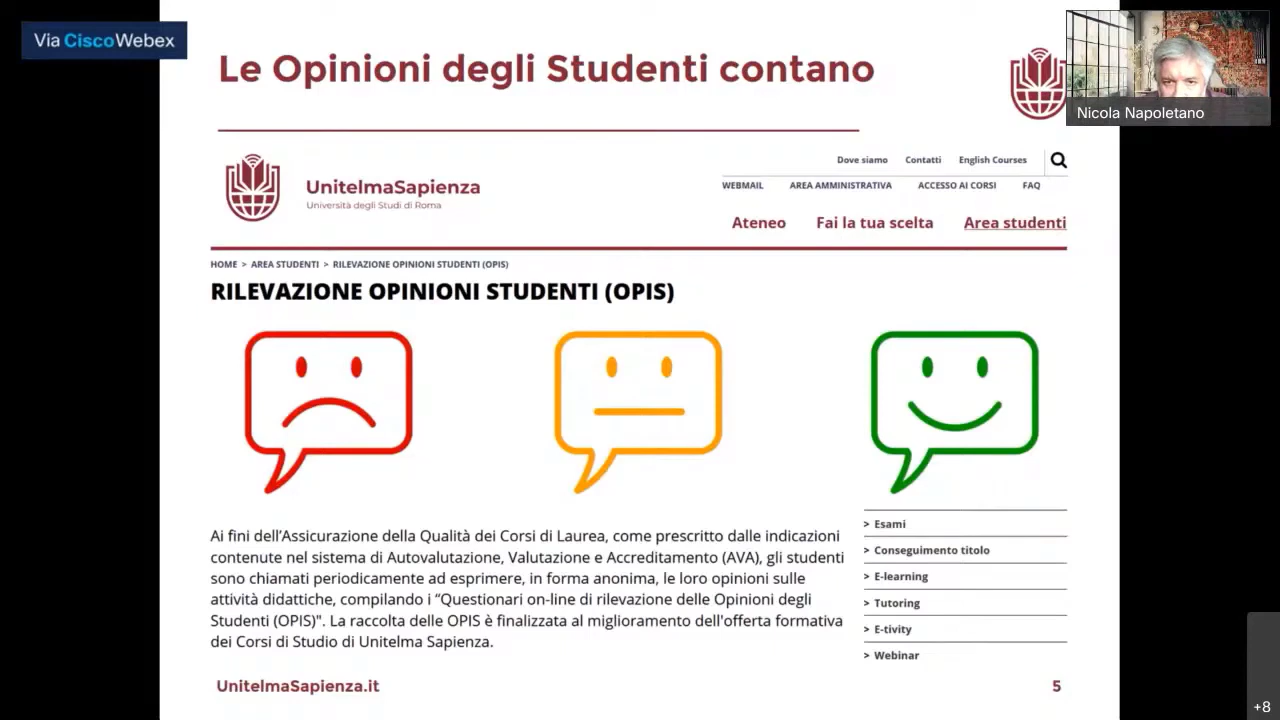 Via CiscoWebex
Le Opinioni degli Studenti contano
Nicola Napoletano
UnitelmaSapienza
Università degli Studi di Roma
Dove siamo Contatti English Courses
WEBMAIL AREA AMMINISTRATIVA ACCESSO AI CORSI FAQ
Ateneo Fai la tua scelta Area studenti
HOME > AREA STUDENTI > RILEVAZIONE OPINIONI STUDENTI (OPIS)
RILEVAZIONE OPINIONI STUDENTI (OPIS)
Ai fini dell'Assicurazione della Qualità dei Corsi di Laurea, come prescritto dalle indicazioni
contenute nel sistema di Autovalutazione, Valutazione e Accreditamento (AVA), gli studenti
sono chiamati periodicamente ad esprimere, in forma anonima, le loro opinioni sulle
attività didattiche, compilando i “Questionari on-line di rilevazione delle Opinioni degli
Studenti (OPIS)". La raccolta delle OPIS è finalizzata al miglioramento dell'offerta formativa
dei Corsi di Studio di Unitelma Sapienza.
> Esami
> Conseguimento titolo
> E-learning
> Tutoring
> E-tivity
> Webinar
UnitelmaSapienza.it
5
+8